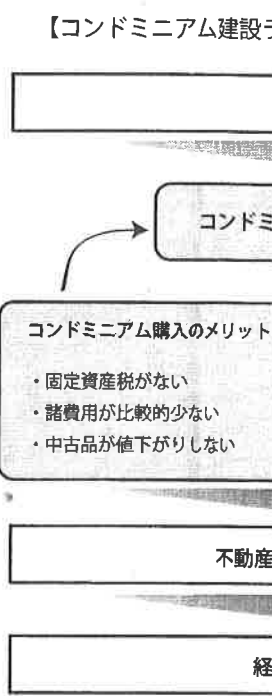 【コンドミニアム建設
コンドミ
コンドミニアム購入のメリット
・固定資産税がない
・諸費用が比較的少ない
・中古品が値下がりしない
不動産
経